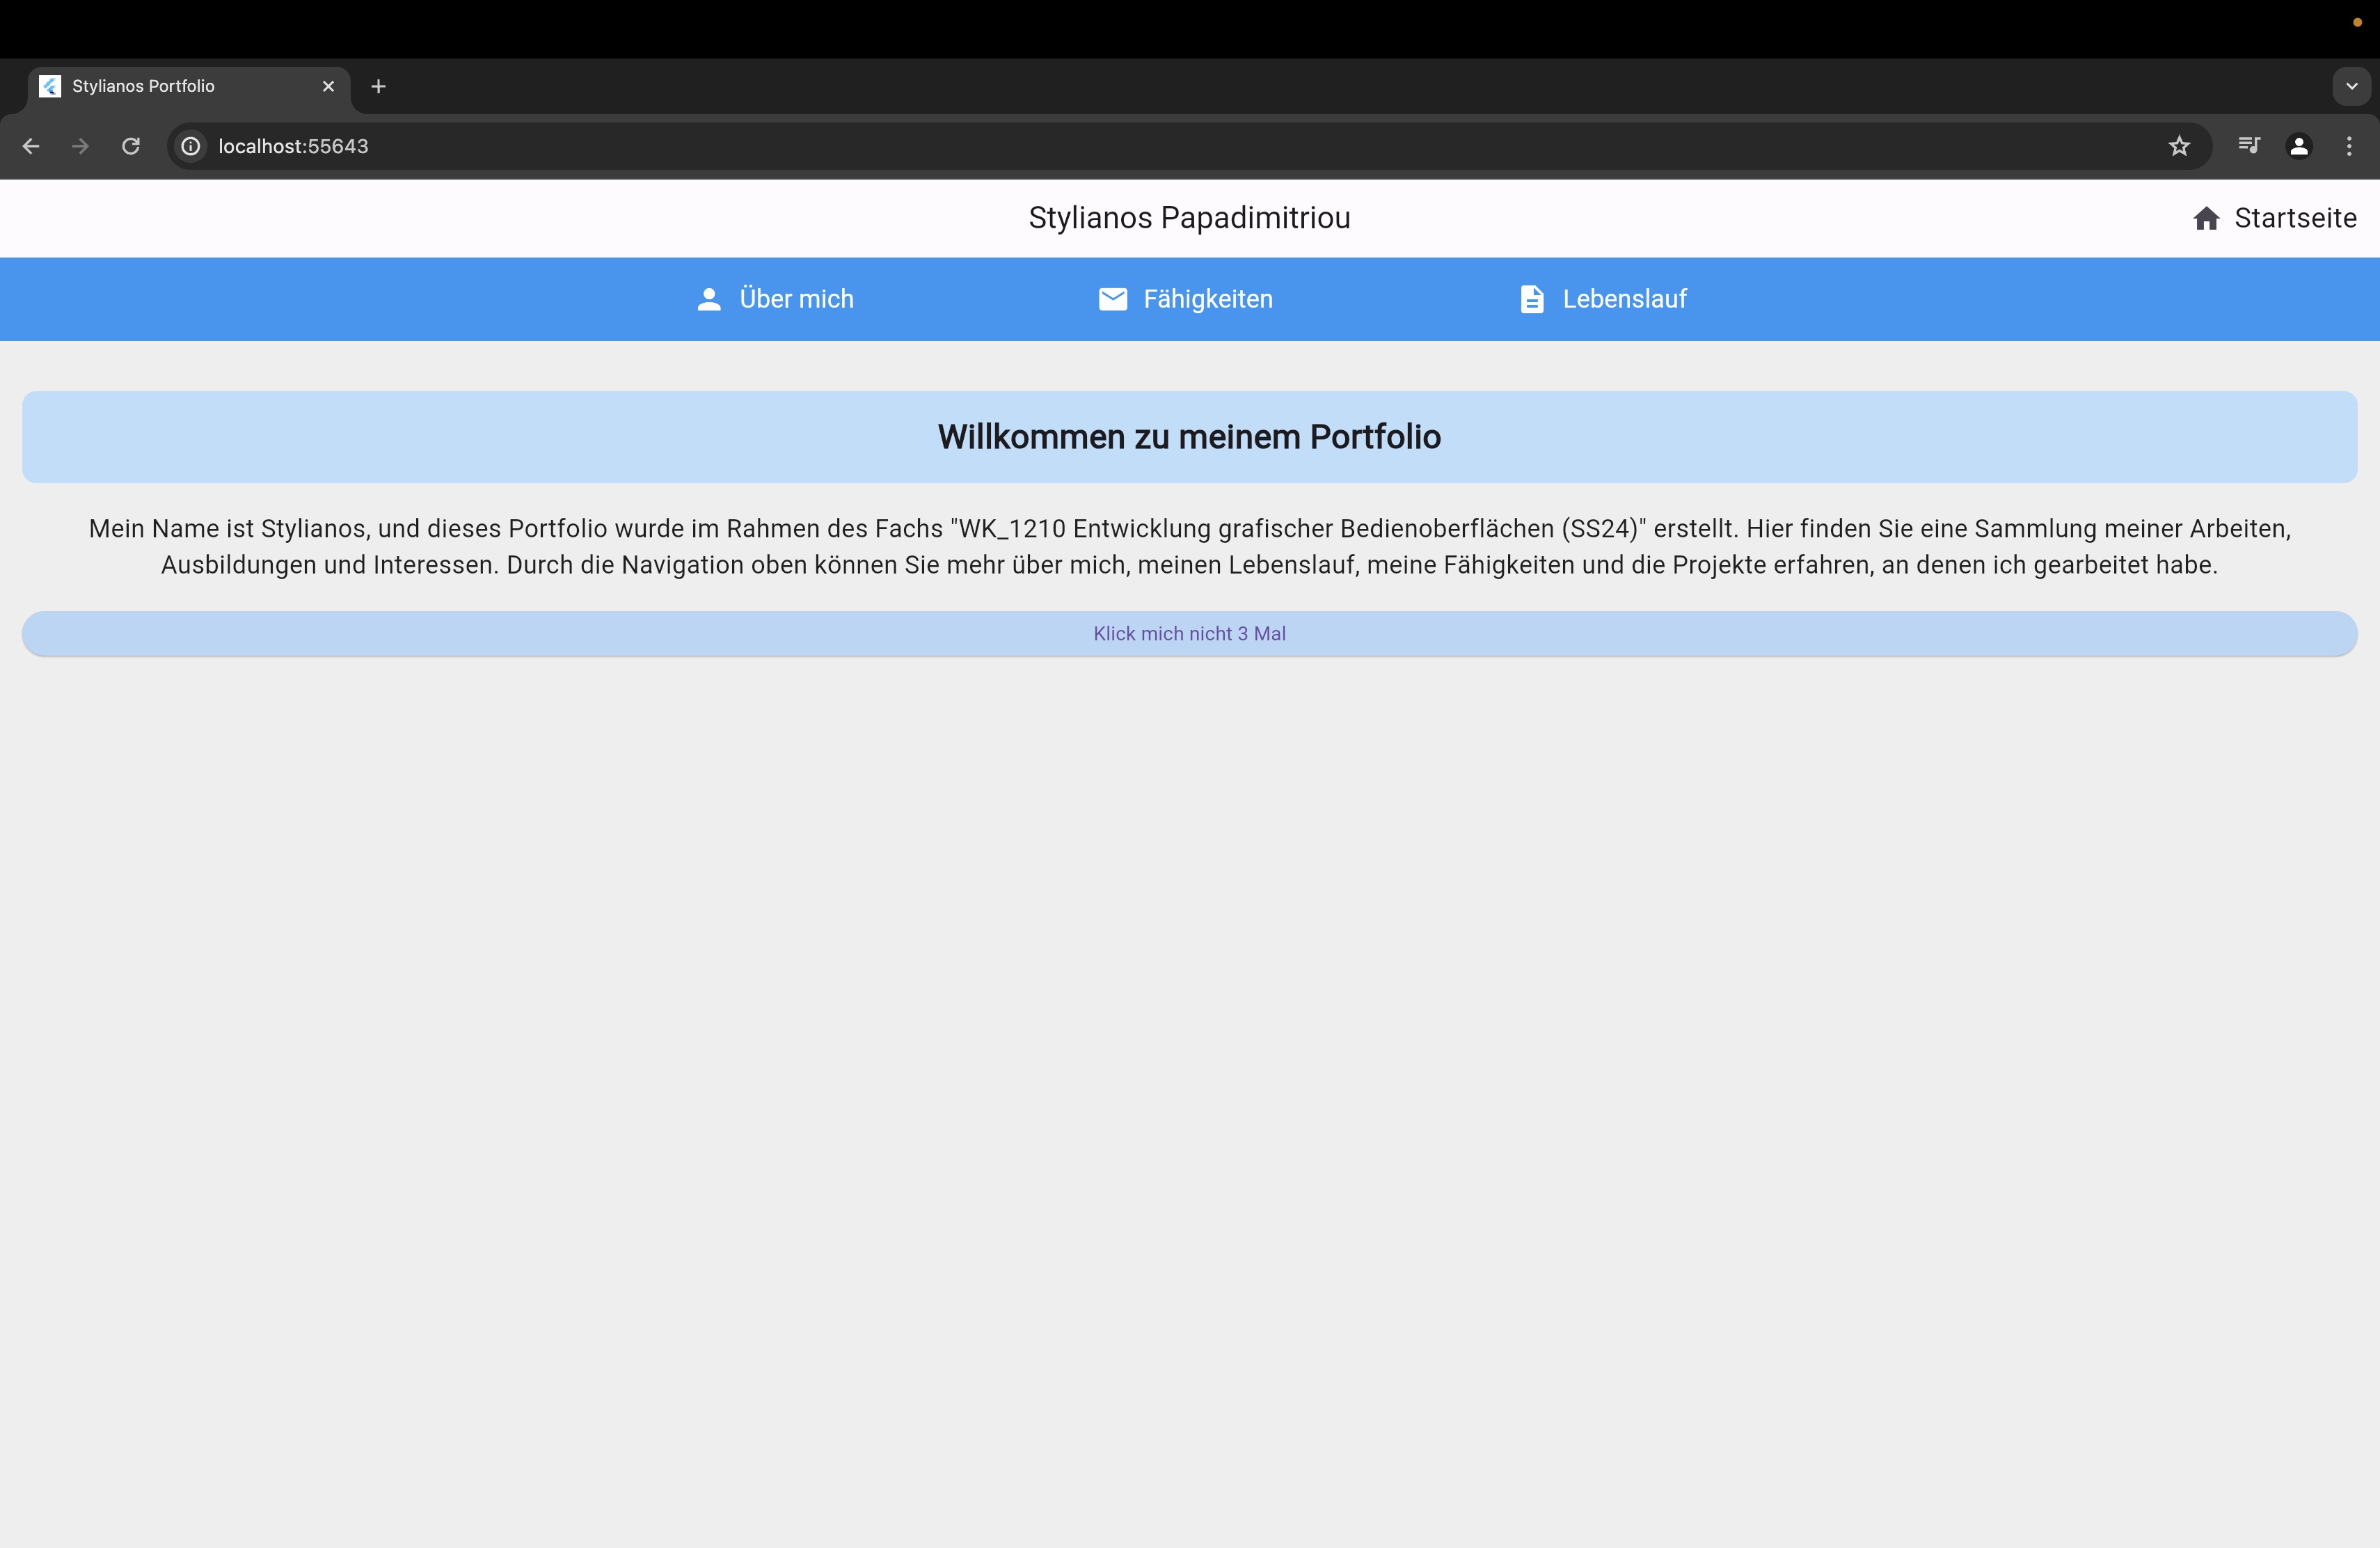 Stylianos Portfolio
localhost:55643
Stylianos Papadimitriou
Startseite
Über mich
Fähigkeiten
Lebenslauf
Willkommen zu meinem Portfolio
Mein Name ist Stylianos, und dieses Portfolio wurde im Rahmen des Fachs "WK_1210 Entwicklung grafischer Bedienoberflächen (SS24)" erstellt. Hier finden Sie eine Sammlung meiner Arbeiten,
Ausbildungen und Interessen. Durch die Navigation oben können Sie mehr über mich, meinen Lebenslauf, meine Fähigkeiten und die Projekte erfahren, an denen ich gearbeitet habe.
Klick mich nicht 3 Mal